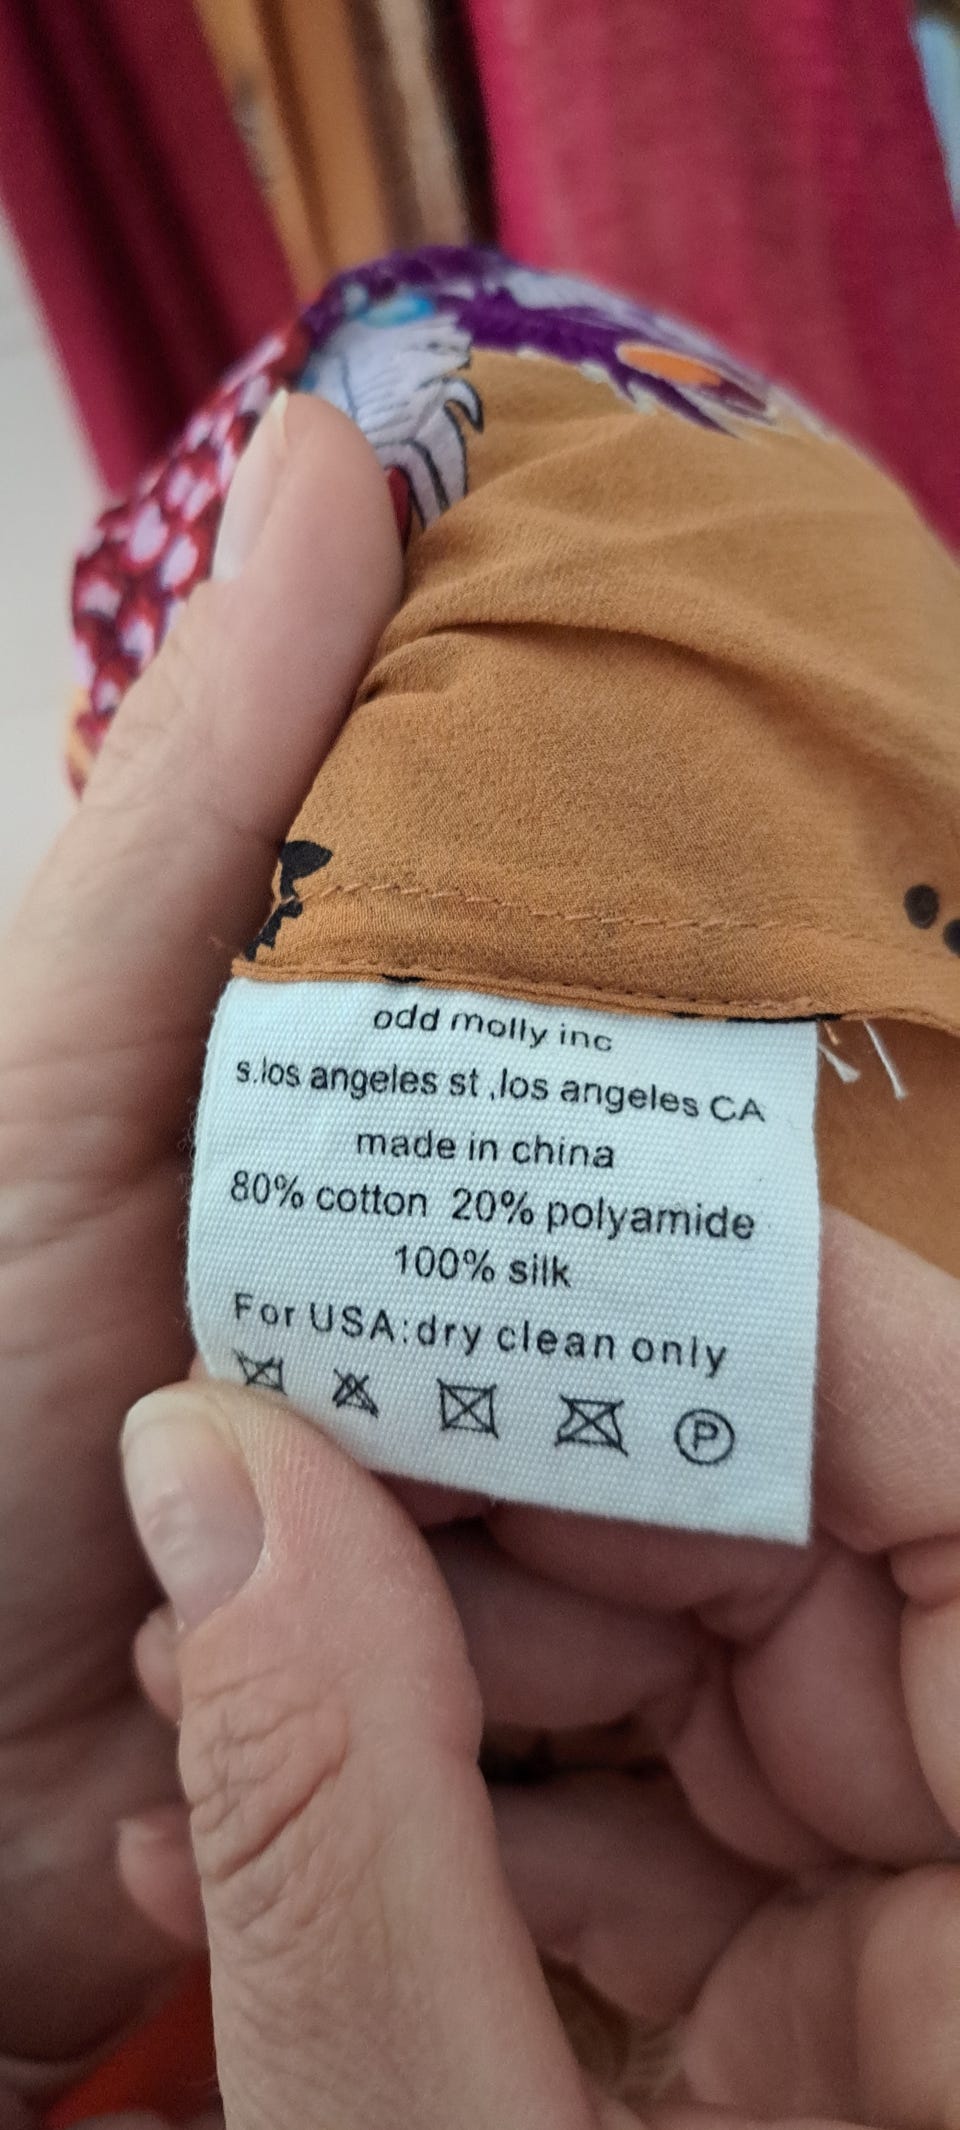 odd molly inc
s.los angeles st ,los angeles CA
made in china
80% cotton 20% polyamide
100% silk
For USA:dry clean only
P